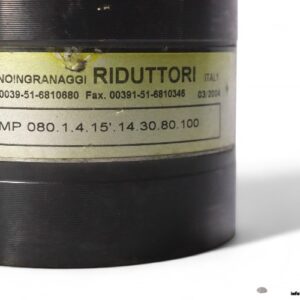 NO!NGRANAGGI RIDUTTORI ITALY
0039-51-6810680 Fax. 00391-51-6810346 03/2004
MP 080.1.4.15'.14.30.80.100